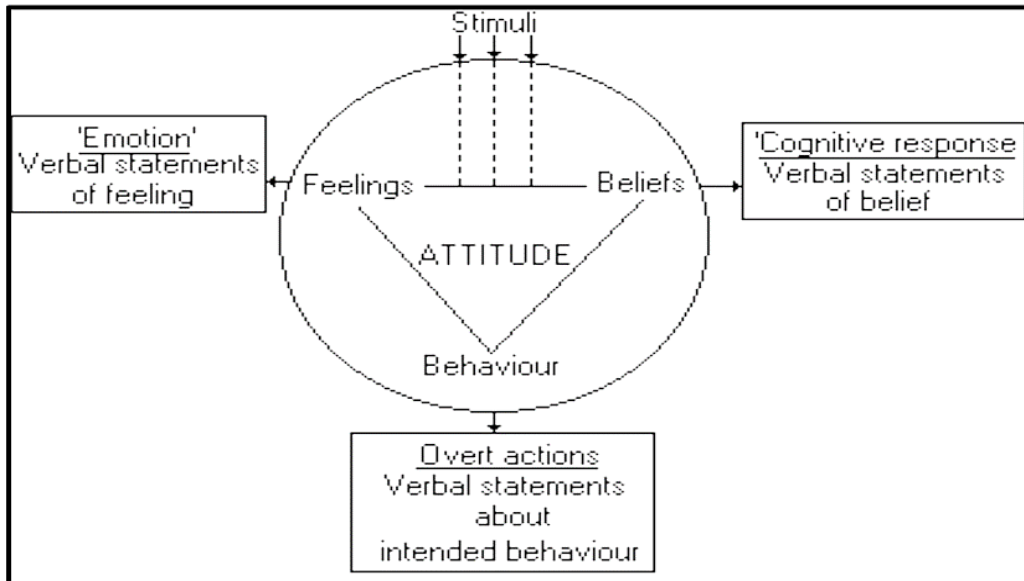 Stimuli
'Emotion'
Verbal statements
of feeling
Feelings
Beliefs
'Cognitive response
Verbal statements
of belief
ATTITUDE
Behaviour
Overt actions
Verbal statements
about
intended behaviour